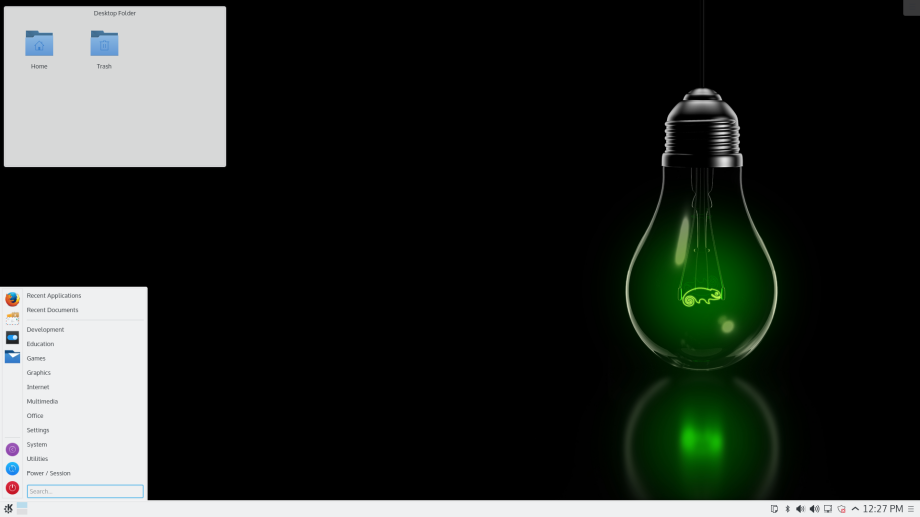 Desktop Folder
Home
Trash
Recent Applications
Recent Documents
Development
Education
Games
Graphics
Internet
Multimedia
Office
Settings
System
Utilities
Power / Session
Search...
12:27 PM